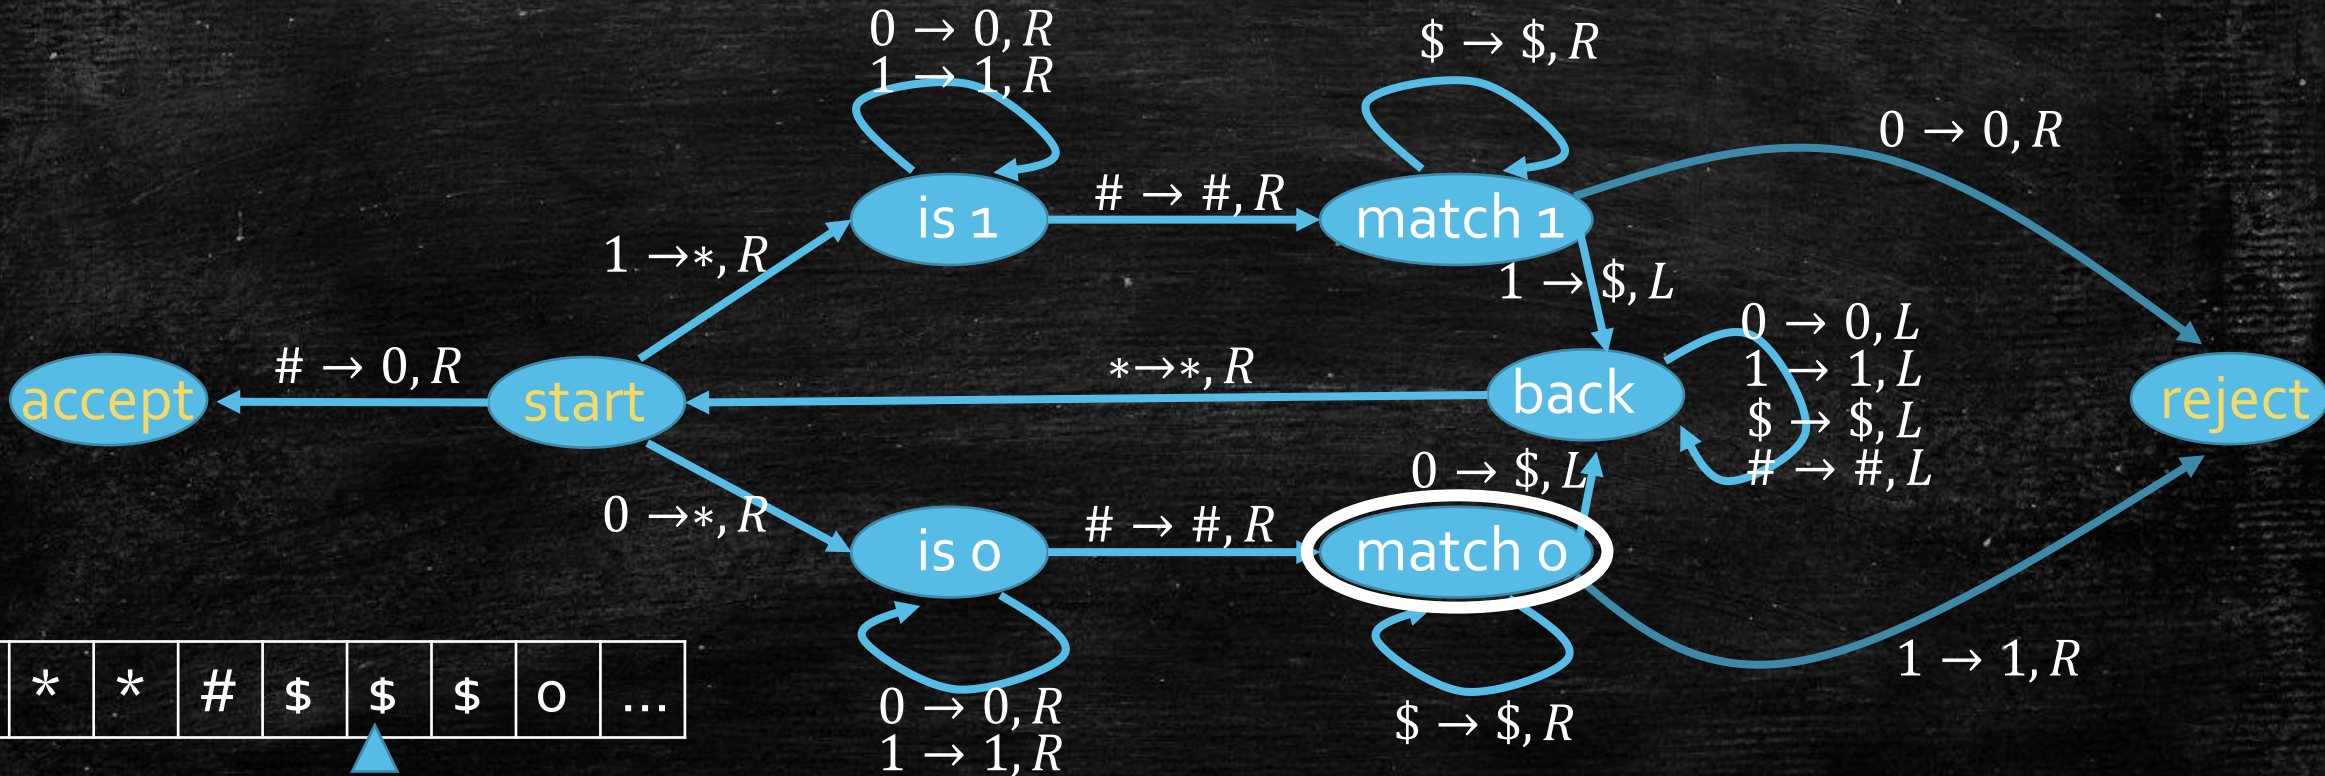 0 → 0, R
1 → 1, R
$ → $, R
0 → 0, R
is 1
# → #, R
match 1
1 →*, R
1 → $, L
0 → 0, L
1 → 1, L
$ → $, L
# → #, L
accept
# → 0, R
start
*→*, R
back
reject
0 → $, L
0 →*, R
is 0
# → #, R
match 0
1 → 1, R
* * # $ $ $ 0 ...
0 → 0, R
1 → 1, R
$ → $, R